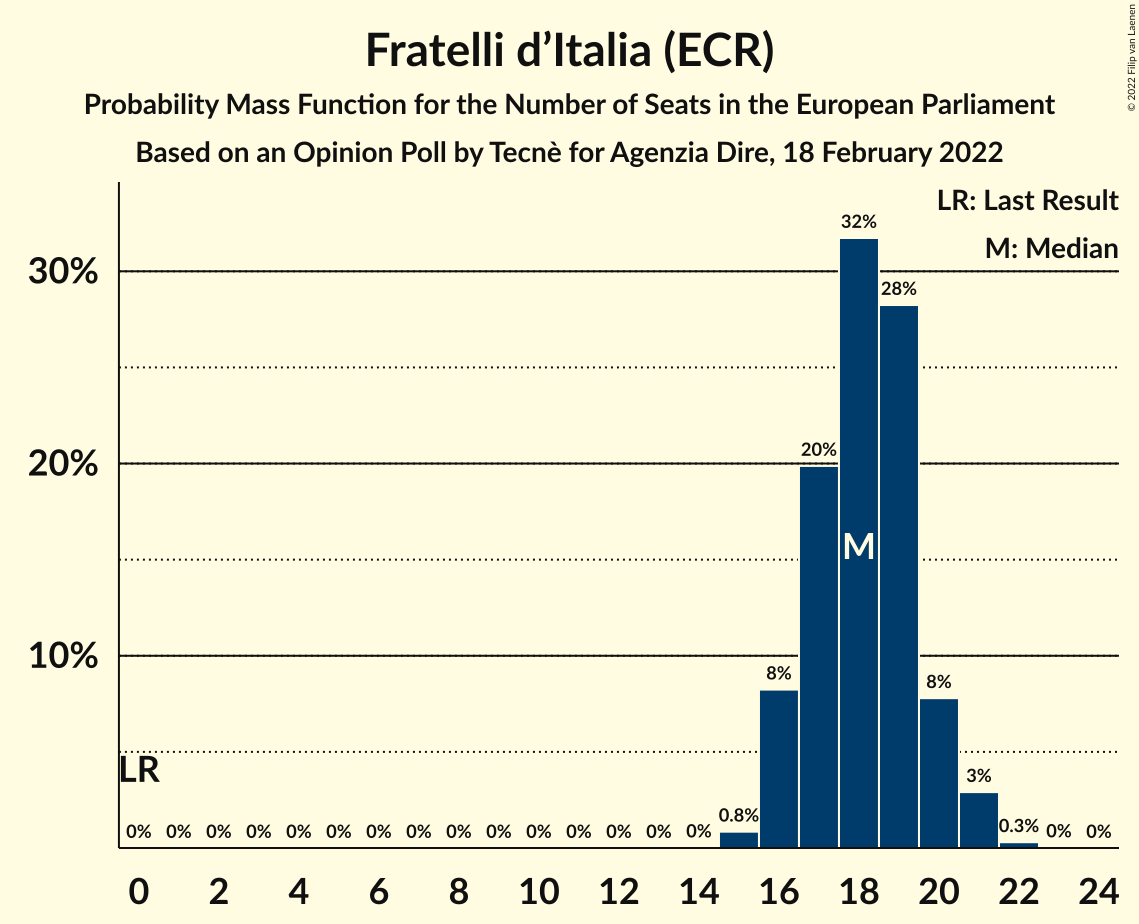 Fratelli d’Italia (ECR)
Probability Mass Function for the Number of Seats in the European Parliament
Based on an Opinion Poll by Tecnè for Agenzia Dire, 18 February 2022
© 2022 Filip van Laenen
LR: Last Result
M: Median
32%
30%
28%
20%
20%
M
10%
8%
8%
LR
3%
0% 0% 0% 0% 0% 0% 0% 0% 0% 0% 0% 0% 0% 0% 0% 0.8% 0.3% 0% 0%
0 2 4 6 8 10 12 14 16 18 20 22 24